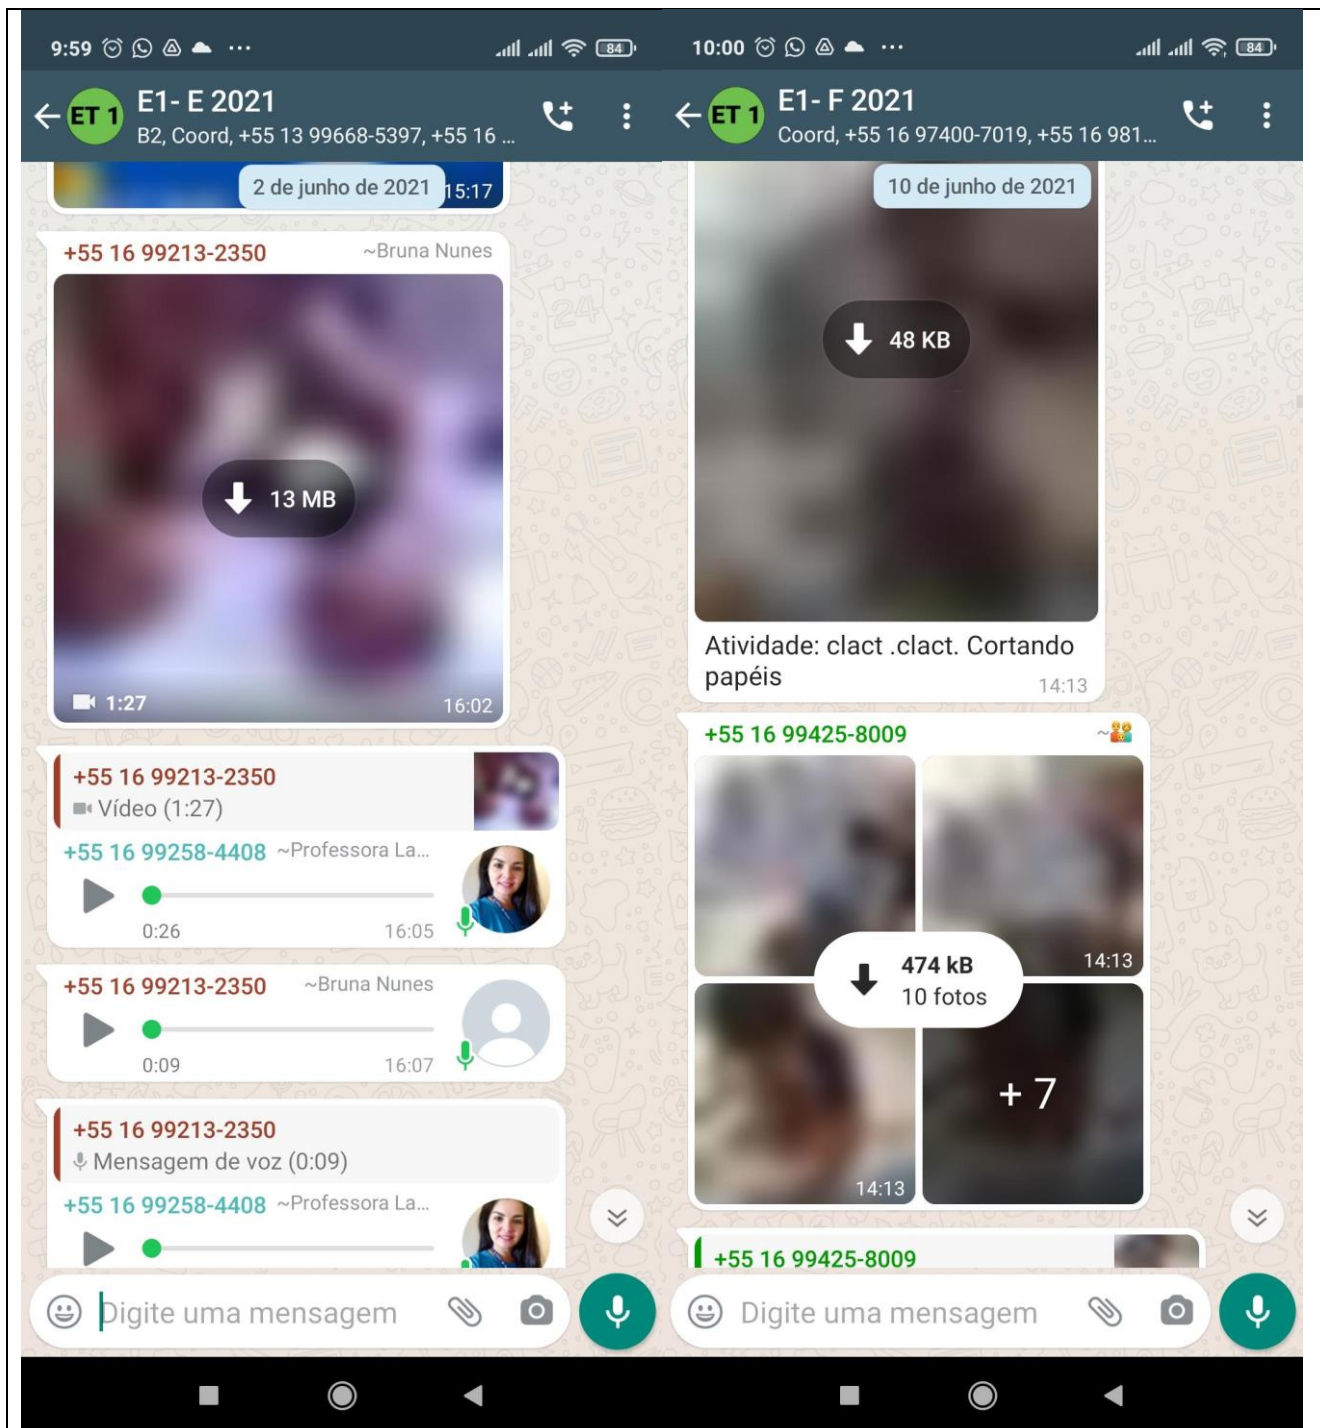 9:59
84
ET 1
E1- E 2021
B2, Coord, +55 13 99668-5397, +55 16 ...
2 de junho de 2021
15:17
+55 16 99213-2350 ~Bruna Nunes
13 MB
1:27 16:02
+55 16 99213-2350
Vídeo (1:27)
+55 16 99258-4408 ~Professora La...
0:26 16:05
+55 16 99213-2350 ~Bruna Nunes
0:09 16:07
+55 16 99213-2350
Mensagem de voz (0:09)
+55 16 99258-4408 ~Professora La...
Digite uma mensagem
10:00
84
ET 1
E1- F 2021
Coord, +55 16 97400-7019, +55 16 981...
10 de junho de 2021
48 KB
Atividade: clact .clact. Cortando
papéis
14:13
+55 16 99425-8009 ~
14:13
474 kB
10 fotos
+ 7
14:13
+55 16 99425-8009
Digite uma mensagem